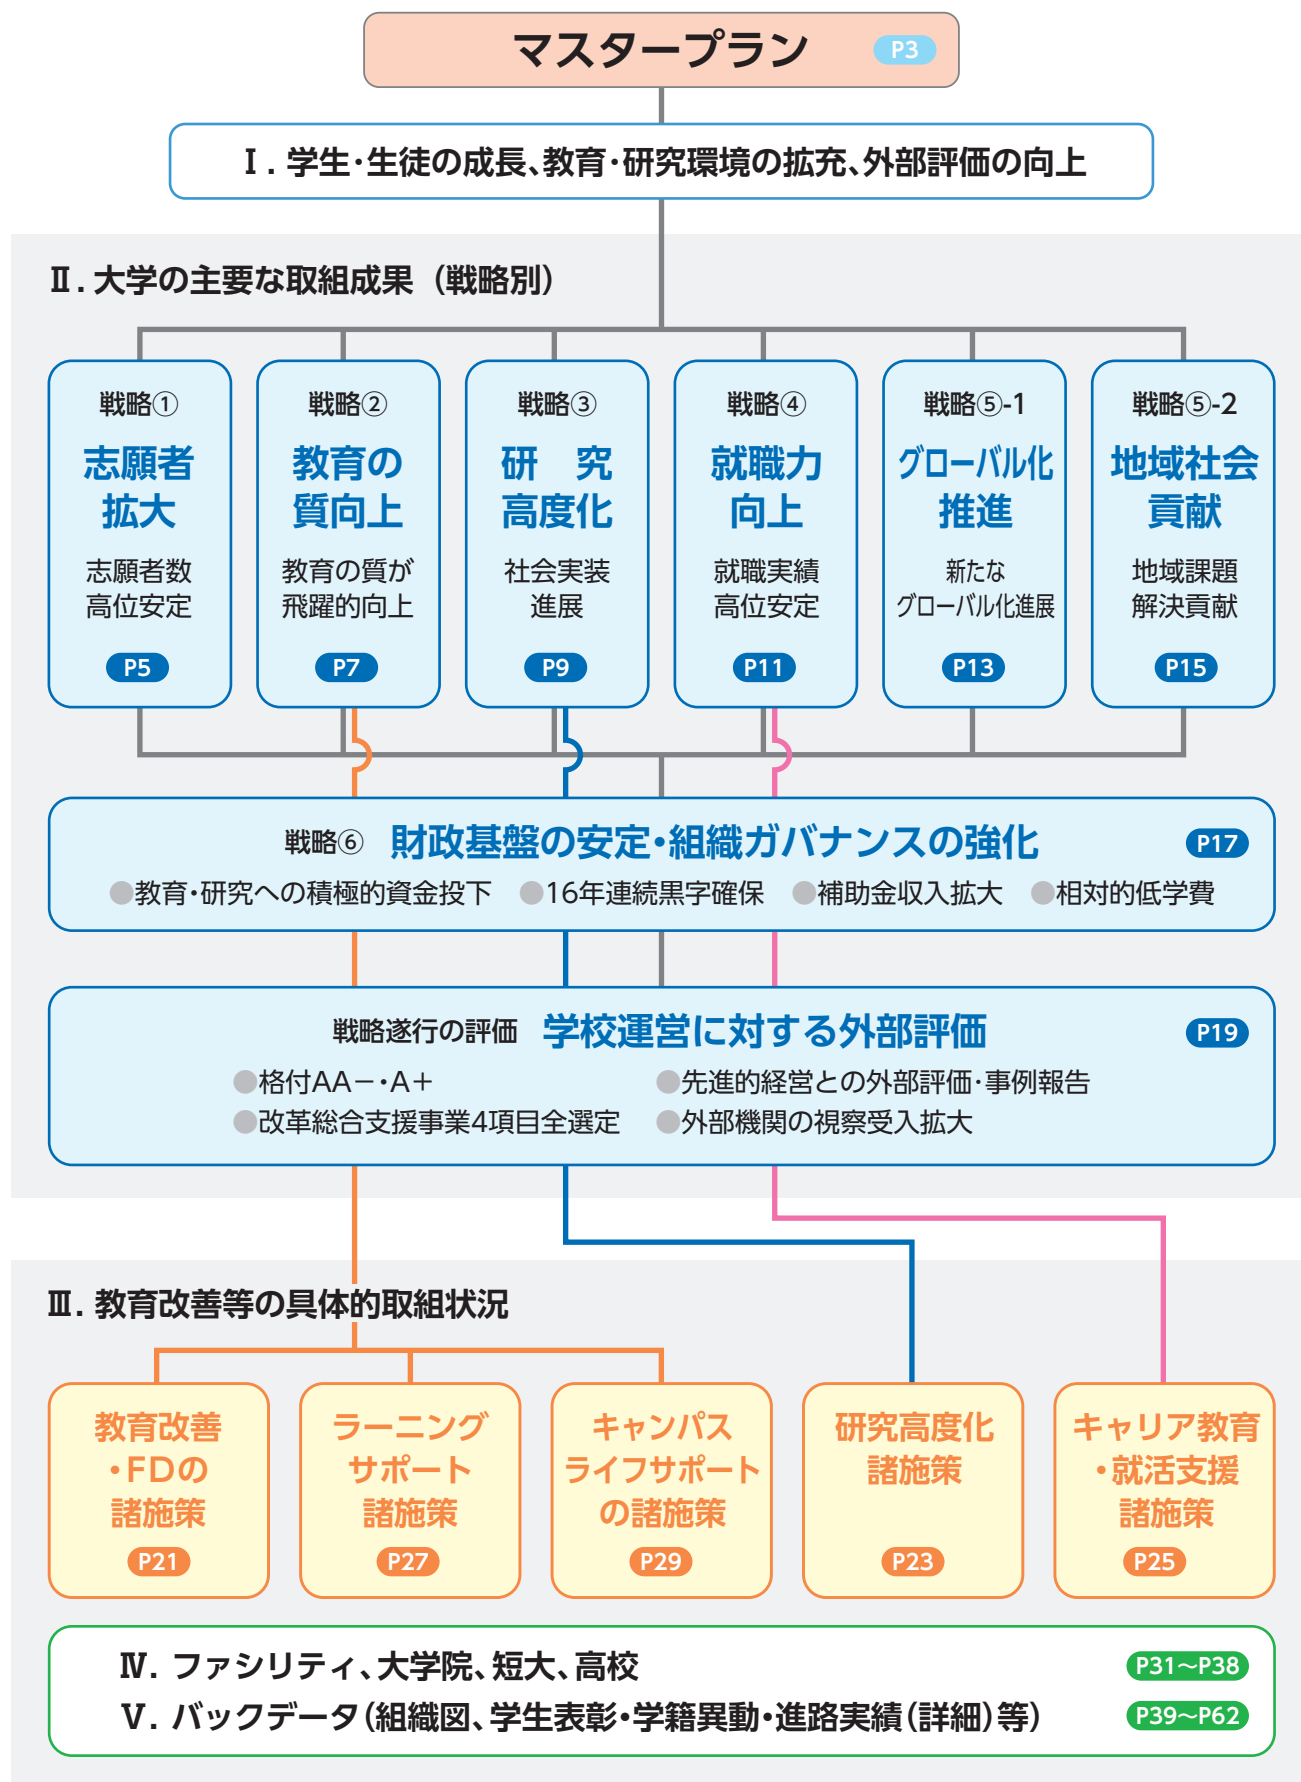 マスタープラン P3
Ⅰ. 学生・生徒の成長、教育・研究環境の拡充、外部評価の向上
Ⅱ. 大学の主要な取組成果（戦略別）
戦略①
志願者
拡大
志願者数
高位安定
P5
戦略②
教育の
質向上
教育の質が
飛躍的向上
P7
戦略③
研　究
高度化
社会実装
進展
P9
戦略④
就職力
向上
就職実績
高位安定
P11
戦略⑤-1
グローバル化
推進
新たな
グローバル化進展
P13
戦略⑤-2
地域社会
貢献
地域課題
解決貢献
P15
戦略⑥ 財政基盤の安定・組織ガバナンスの強化 P17
●教育・研究への積極的資金投下 ●16年連続黒字確保 ●補助金収入拡大 ●相対的低学費
戦略遂行の評価 学校運営に対する外部評価 P19
●格付AA－・A＋ ●先進的経営との外部評価・事例報告
●改革総合支援事業4項目全選定 ●外部機関の視察受入拡大
Ⅲ. 教育改善等の具体的取組状況
教育改善
・FDの
諸施策
P21
ラーニング
サポート
諸施策
P27
キャンパス
ライフサポート
の諸施策
P29
研究高度化
諸施策
P23
キャリア教育
・就活支援
諸施策
P25
Ⅳ. ファシリティ、大学院、短大、高校 P31～P38
Ⅴ. バックデータ（組織図、学生表彰・学籍異動・進路実績（詳細）等） P39～P62